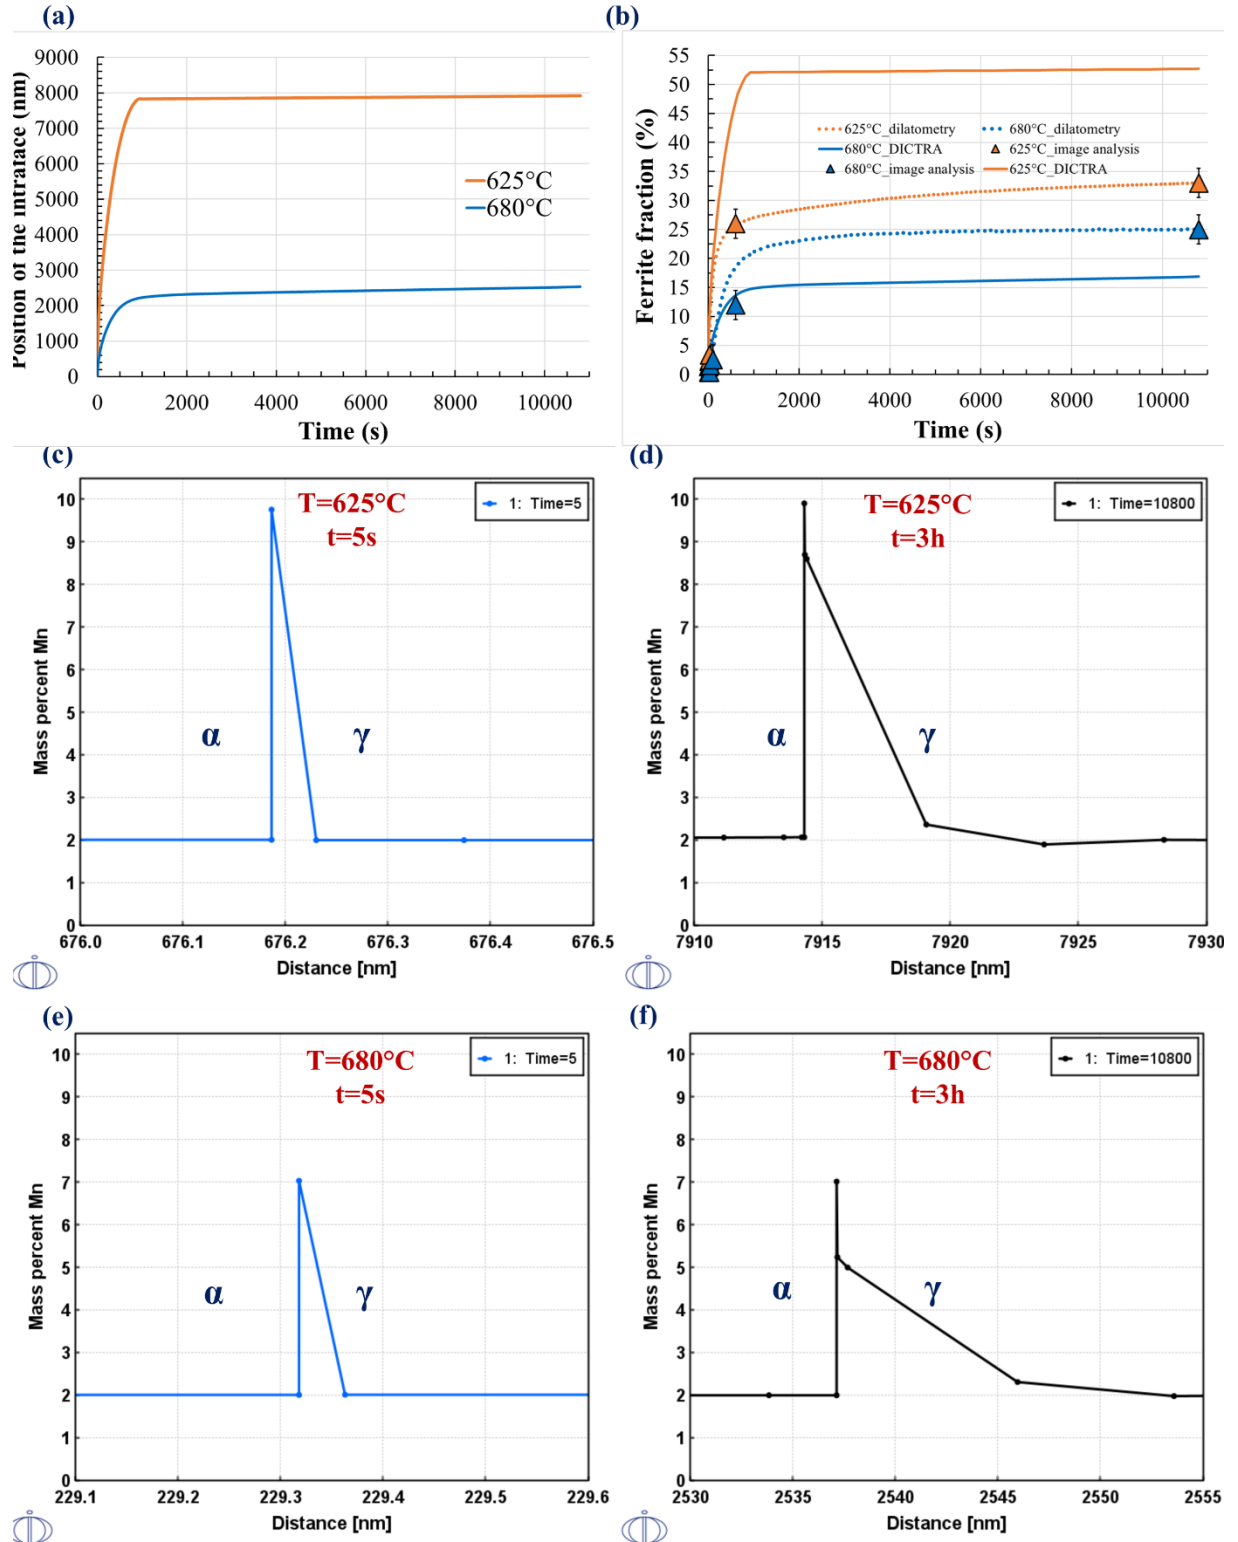 (a)
Position of the intrarace (nm)
9000
8000
7000
6000
5000
4000
3000
2000
1000
0
625°C
680°C
0 2000 4000 6000 8000 10000
Time (s)
(b)
Ferrite fraction (%)
55
50
45
40
35
30
25
20
15
10
5
0
625°C_dilatometry 680°C_dilatometry
680°C_DICTRA 625°C_image analysis
680°C_image analysis 625°C_DICTRA
0 2000 4000 6000 8000 10000
Time (s)
(c)
Mass percent Mn
10
9
8
7
6
5
4
3
2
1
0
T=625°C
t=5s
1: Time=5
α γ
676.0 676.1 676.2 676.3 676.4 676.5
Distance [nm]
(d)
Mass percent Mn
10
9
8
7
6
5
4
3
2
1
0
T=625°C
t=3h
1: Time=10800
α γ
7910 7915 7920 7925 7930
Distance [nm]
(e)
Mass percent Mn
10
9
8
7
6
5
4
3
2
1
0
T=680°C
t=5s
1: Time=5
α γ
229.1 229.2 229.3 229.4 229.5 229.6
Distance [nm]
(f)
Mass percent Mn
10
9
8
7
6
5
4
3
2
1
0
T=680°C
t=3h
1: Time=10800
α γ
2530 2535 2540 2545 2550 2555
Distance [nm]